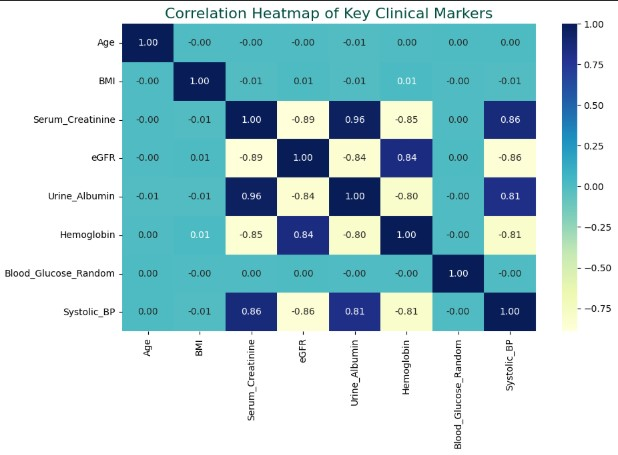 Correlation Heatmap of Key Clinical Markers
Age 1.00 -0.00 -0.00 -0.00 -0.01 0.00 0.00 0.00
BMI -0.00 1.00 -0.01 0.01 -0.01 0.01 -0.00 -0.01
Serum_Creatinine -0.00 -0.01 1.00 -0.89 0.96 -0.85 0.00 0.86
eGFR -0.00 0.01 -0.89 1.00 -0.84 0.84 0.00 -0.86
Urine_Albumin -0.01 -0.01 0.96 -0.84 1.00 -0.80 -0.00 0.81
Hemoglobin 0.00 0.01 -0.85 0.84 -0.80 1.00 -0.00 -0.81
Blood_Glucose_Random 0.00 -0.00 0.00 0.00 -0.00 -0.00 1.00 -0.00
Systolic_BP 0.00 -0.01 0.86 -0.86 0.81 -0.81 -0.00 1.00
Age
BMI
Serum_Creatinine
eGFR
Urine_Albumin
Hemoglobin
Blood_Glucose_Random
Systolic_BP
1.00
0.75
0.50
0.25
0.00
−0.25
−0.50
−0.75